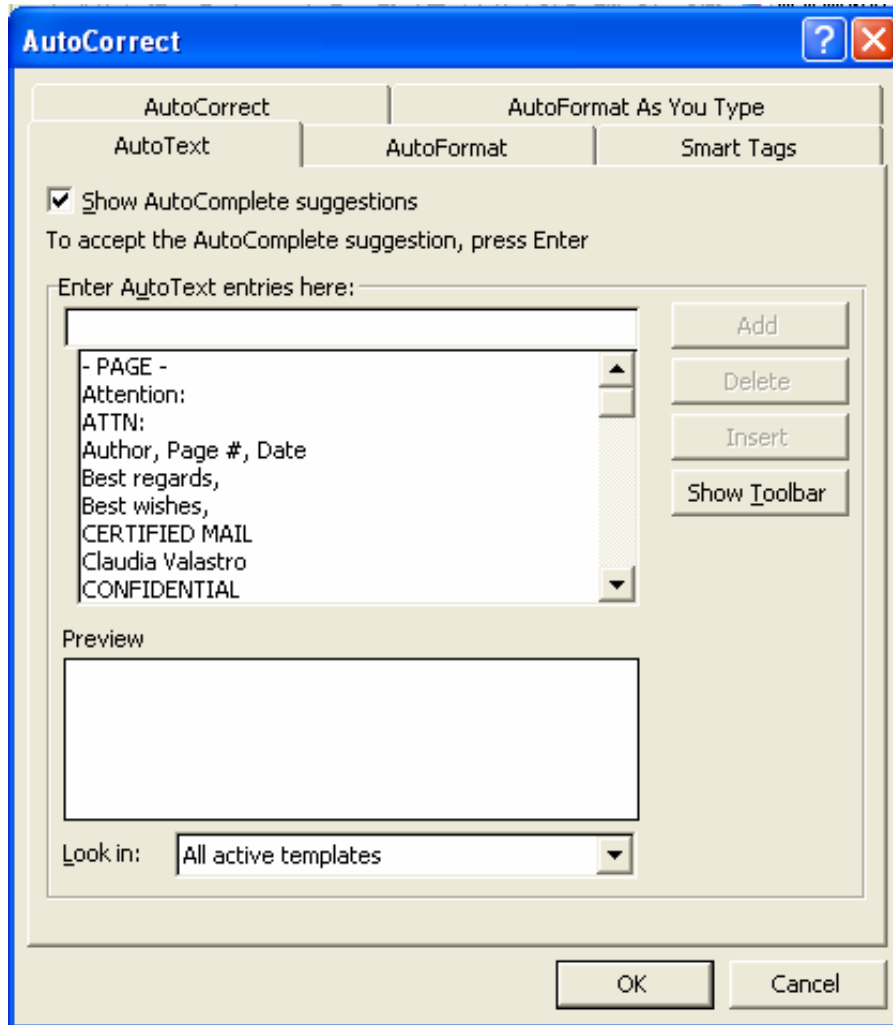 AutoCorrect
AutoCorrect AutoFormat As You Type
AutoText AutoFormat Smart Tags
Show AutoComplete suggestions
To accept the AutoComplete suggestion, press Enter
Enter AutoText entries here:
Add
- PAGE -
Attention:
Delete
ATTN:
Author, Page #, Date
Insert
Best regards,
Best wishes,
Show Toolbar
CERTIFIED MAIL
Claudia Valastro
CONFIDENTIAL
Preview
Look in: All active templates
OK Cancel